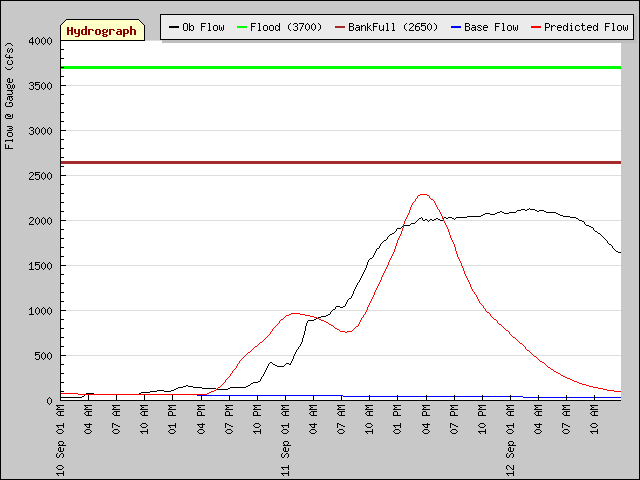 Hydrograph
Ob Flow
Flood (3700)
BankFull (2650)
Base Flow
Predicted Flow
Flow @ Gauge (cfs)
4000
3500
3000
2500
2000
1500
1000
500
0
10 Sep 01 AM
04 AM
07 AM
10 AM
01 PM
04 PM
07 PM
10 PM
11 Sep 01 AM
04 AM
07 AM
10 AM
01 PM
04 PM
07 PM
10 PM
12 Sep 01 AM
04 AM
07 AM
10 AM